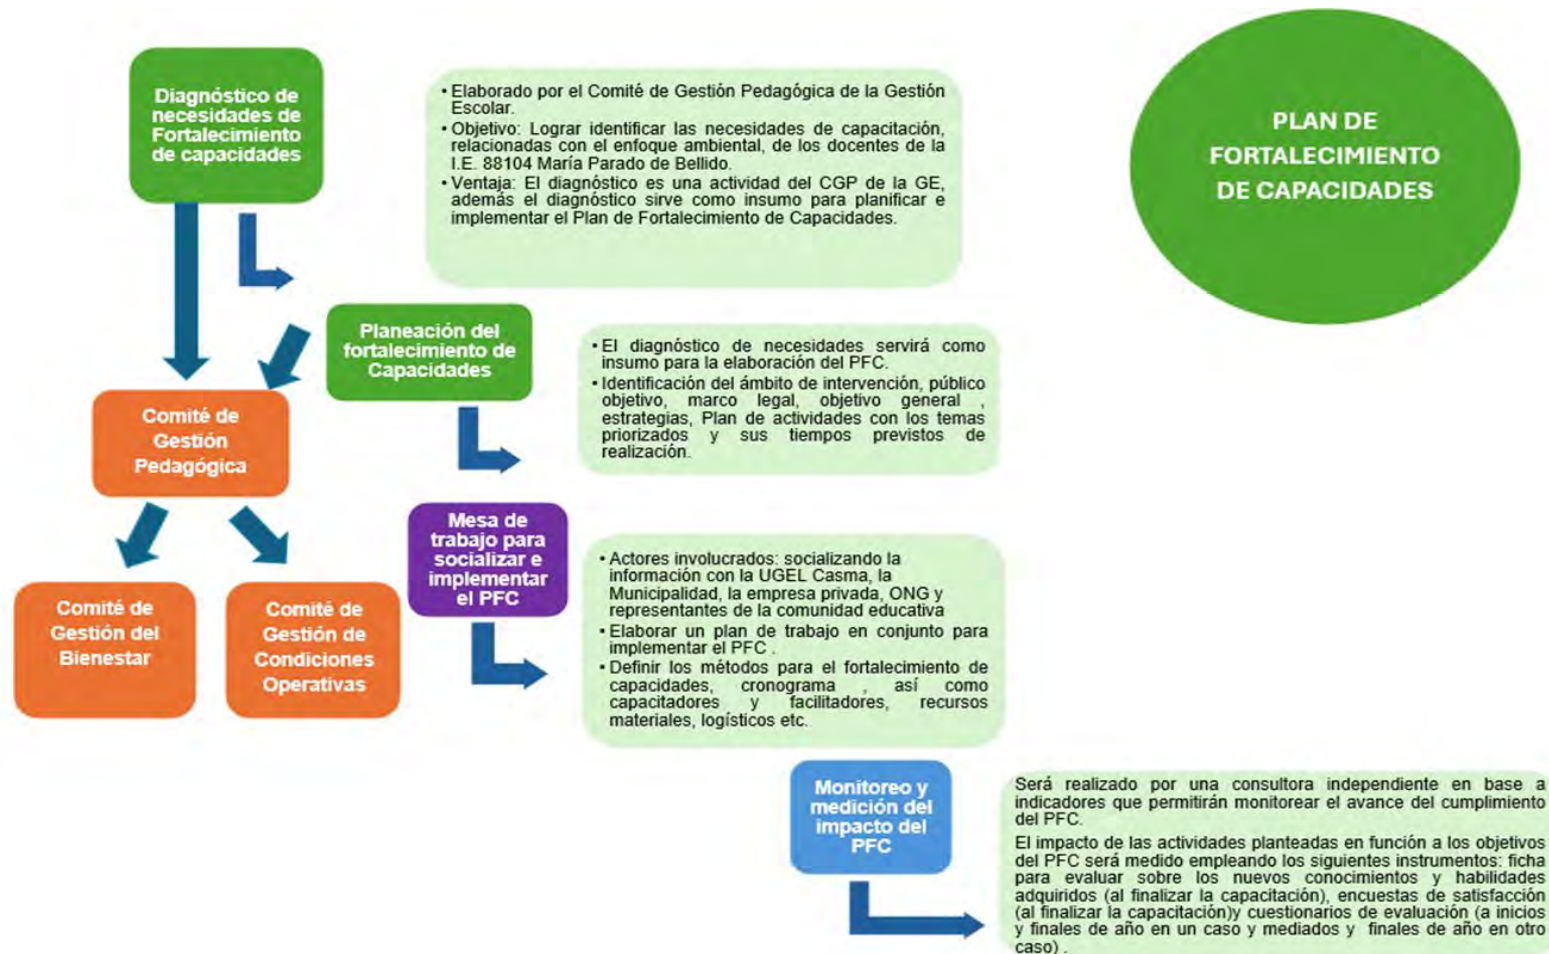 PLAN DE
FORTALECIMIENTO
DE CAPACIDADES
Diagnóstico de
necesidades de
Fortalecimiento
de capacidades
• Elaborado por el Comité de Gestión Pedagógica de la Gestión
Escolar.
• Objetivo: Lograr identificar las necesidades de capacitación,
relacionadas con el enfoque ambiental, de los docentes de la
I.E. 88104 María Parado de Bellido.
• Ventaja: El diagnóstico es una actividad del CGP de la GE,
además el diagnóstico sirve como insumo para planificar e
implementar el Plan de Fortalecimiento de Capacidades.
Planeación del
fortalecimiento de
Capacidades
• El diagnóstico de necesidades servirá como
insumo para la elaboración del PFC.
• Identificación del ámbito de intervención, público
objetivo, marco legal, objetivo general ,
estrategias, Plan de actividades con los temas
priorizados y sus tiempos previstos de
realización.
Comité de
Gestión
Pedagógica
Comité de
Gestión del
Bienestar
Comité de
Gestión de
Condiciones
Operativas
Mesa de
trabajo para
socializar e
implementar
el PFC
• Actores involucrados: socializando la
información con la UGEL Casma, la
Municipalidad, la empresa privada, ONG y
representantes de la comunidad educativa
• Elaborar un plan de trabajo en conjunto para
implementar el PFC .
• Definir los métodos para el fortalecimiento de
capacidades, cronograma , así como
capacitadores y facilitadores, recursos
materiales, logísticos etc.
Monitoreo y
medición del
impacto del
PFC
Será realizado por una consultora independiente en base a
indicadores que permitirán monitorear el avance del cumplimiento
del PFC.
El impacto de las actividades planteadas en función a los objetivos
del PFC será medido empleando los siguientes instrumentos: ficha
para evaluar sobre los nuevos conocimientos y habilidades
adquiridos (al finalizar la capacitación), encuestas de satisfacción
(al finalizar la capacitación)y cuestionarios de evaluación (a inicios
y finales de año en un caso y mediados y finales de año en otro
caso) .